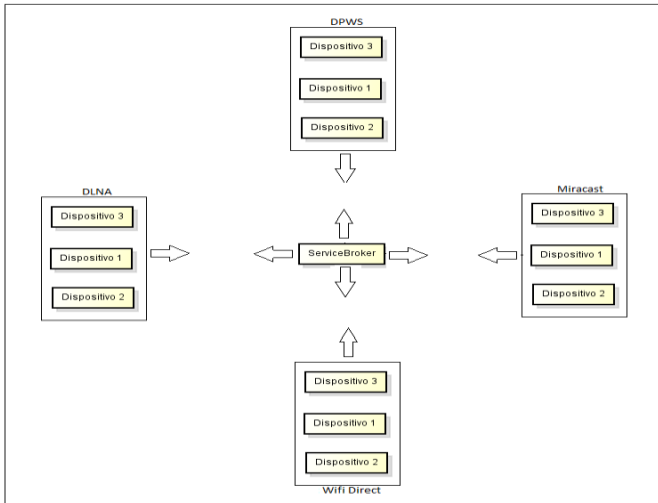 DPWS
Dispositivo 3
Dispositivo 1
Dispositivo 2
DLNA
Dispositivo 3
Dispositivo 1
Dispositivo 2
ServiceBroker
Miracast
Dispositivo 3
Dispositivo 1
Dispositivo 2
Dispositivo 3
Dispositivo 1
Dispositivo 2
Wifi Direct